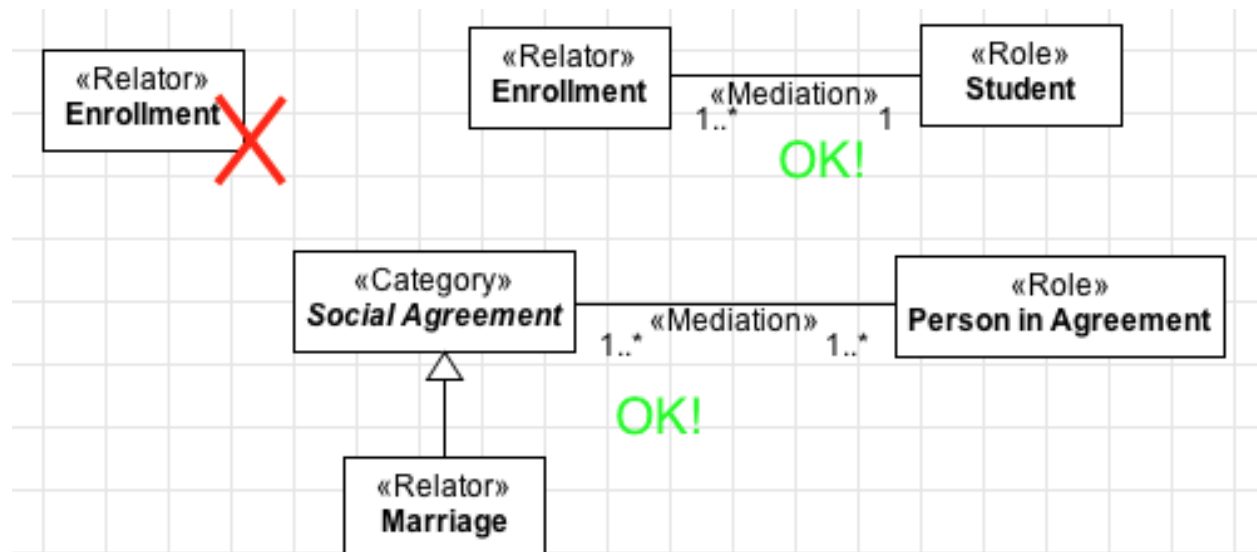 «Relator»
Enrollment
«Relator»
Enrollment
«Mediation»
1..*
1
«Role»
Student
OK!
«Category»
Social Agreement
«Mediation»
1..*
1..*
«Role»
Person in Agreement
OK!
«Relator»
Marriage